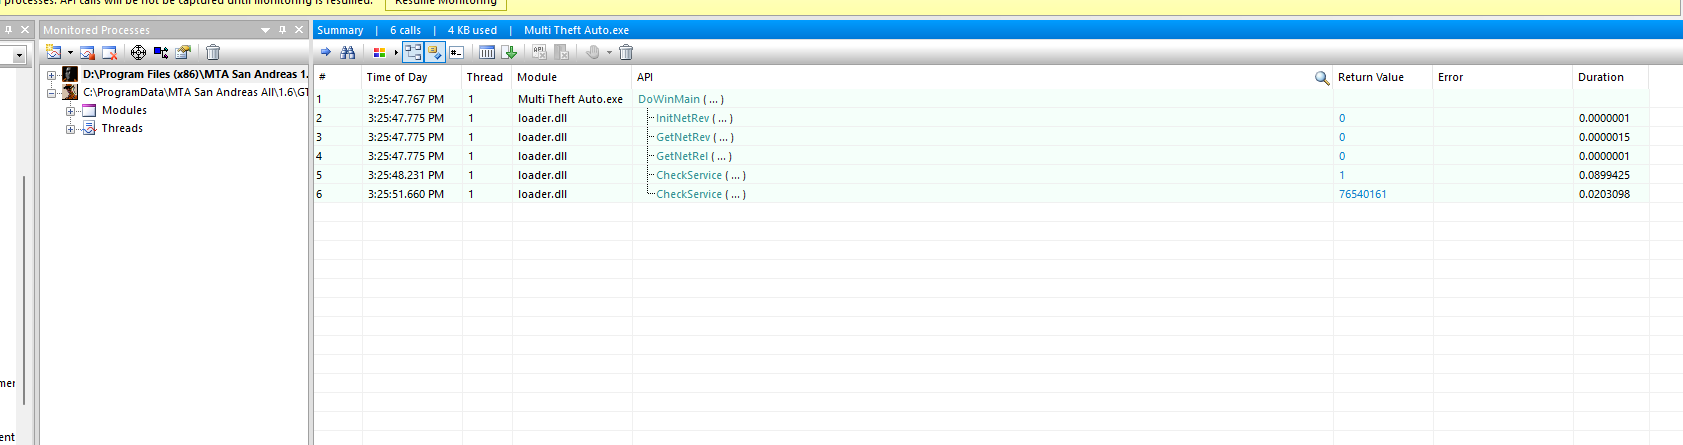 processes. API calls will be not be captured until monitoring is resumed. Resume Monitoring
Monitored Processes
D:\Program Files (x86)\MTA San Andreas 1.
C:\ProgramData\MTA San Andreas All\1.6\GT
Modules
Threads
Summary | 6 calls | 4 KB used | Multi Theft Auto.exe
# Time of Day Thread Module API Return Value Error Duration
1 3:25:47.767 PM 1 Multi Theft Auto.exe DoWinMain ( ... )
2 3:25:47.775 PM 1 loader.dll InitNetRev ( ... ) 0 0.0000001
3 3:25:47.775 PM 1 loader.dll GetNetRev ( ... ) 0 0.0000015
4 3:25:47.775 PM 1 loader.dll GetNetRel ( ... ) 0 0.0000001
5 3:25:48.231 PM 1 loader.dll CheckService ( ... ) 1 0.0899425
6 3:25:51.660 PM 1 loader.dll CheckService ( ... ) 76540161 0.0203098